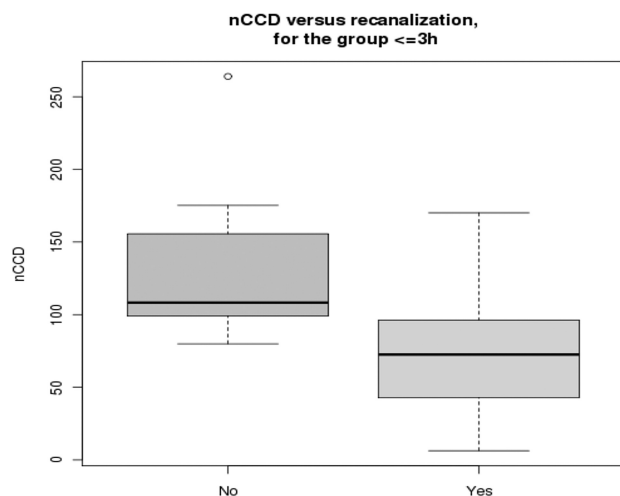 nCCD versus recanalization,
for the group <=3h
nCCD
250
200
150
100
50
0
No
Yes